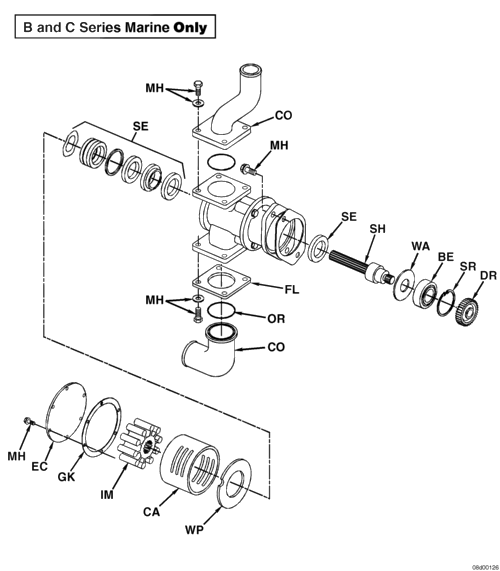 B and C Series Marine Only
MH
CO
SE
MH
SE
SH
WA
BE
SR
DR
FL
MH
OR
CO
MH
EC
GK
IM
CA
WP
06d00126